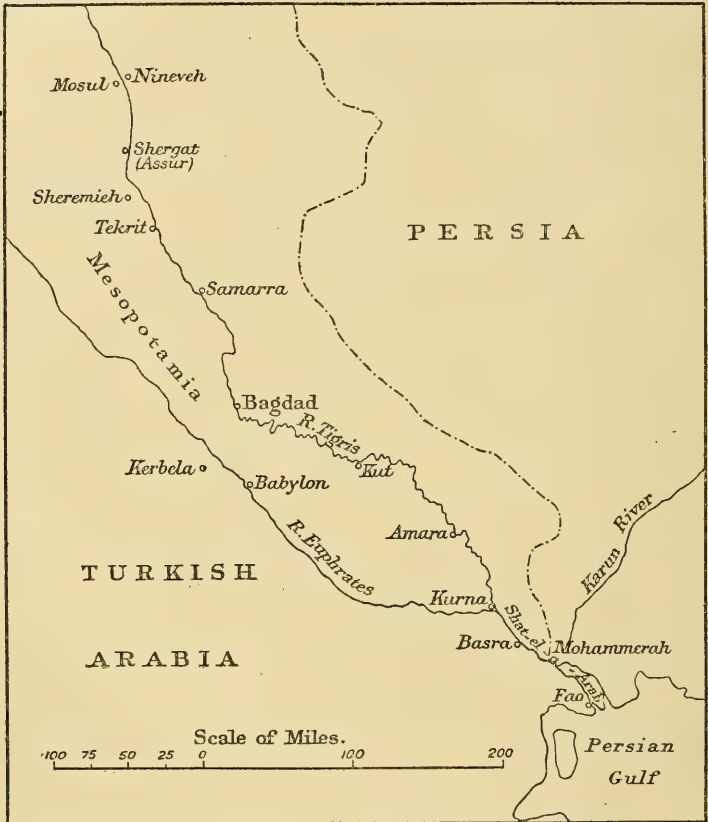 Mosul
Nineveh
Shergat
(Assur)
Sheremieh
Tekrit
PERSIA
Mesopotamia
Samarra
Bagdad
R. Tigris
Kut
Kerbela
Babylon
R. Euphrates
Amara
Karun River
TURKISH
ARABIA
Kurna
Shat-el-a-Arab
Basra
Mohammerah
Fao
Scale of Miles.
100 75 50 25 0 100 200
Persian
Gulf